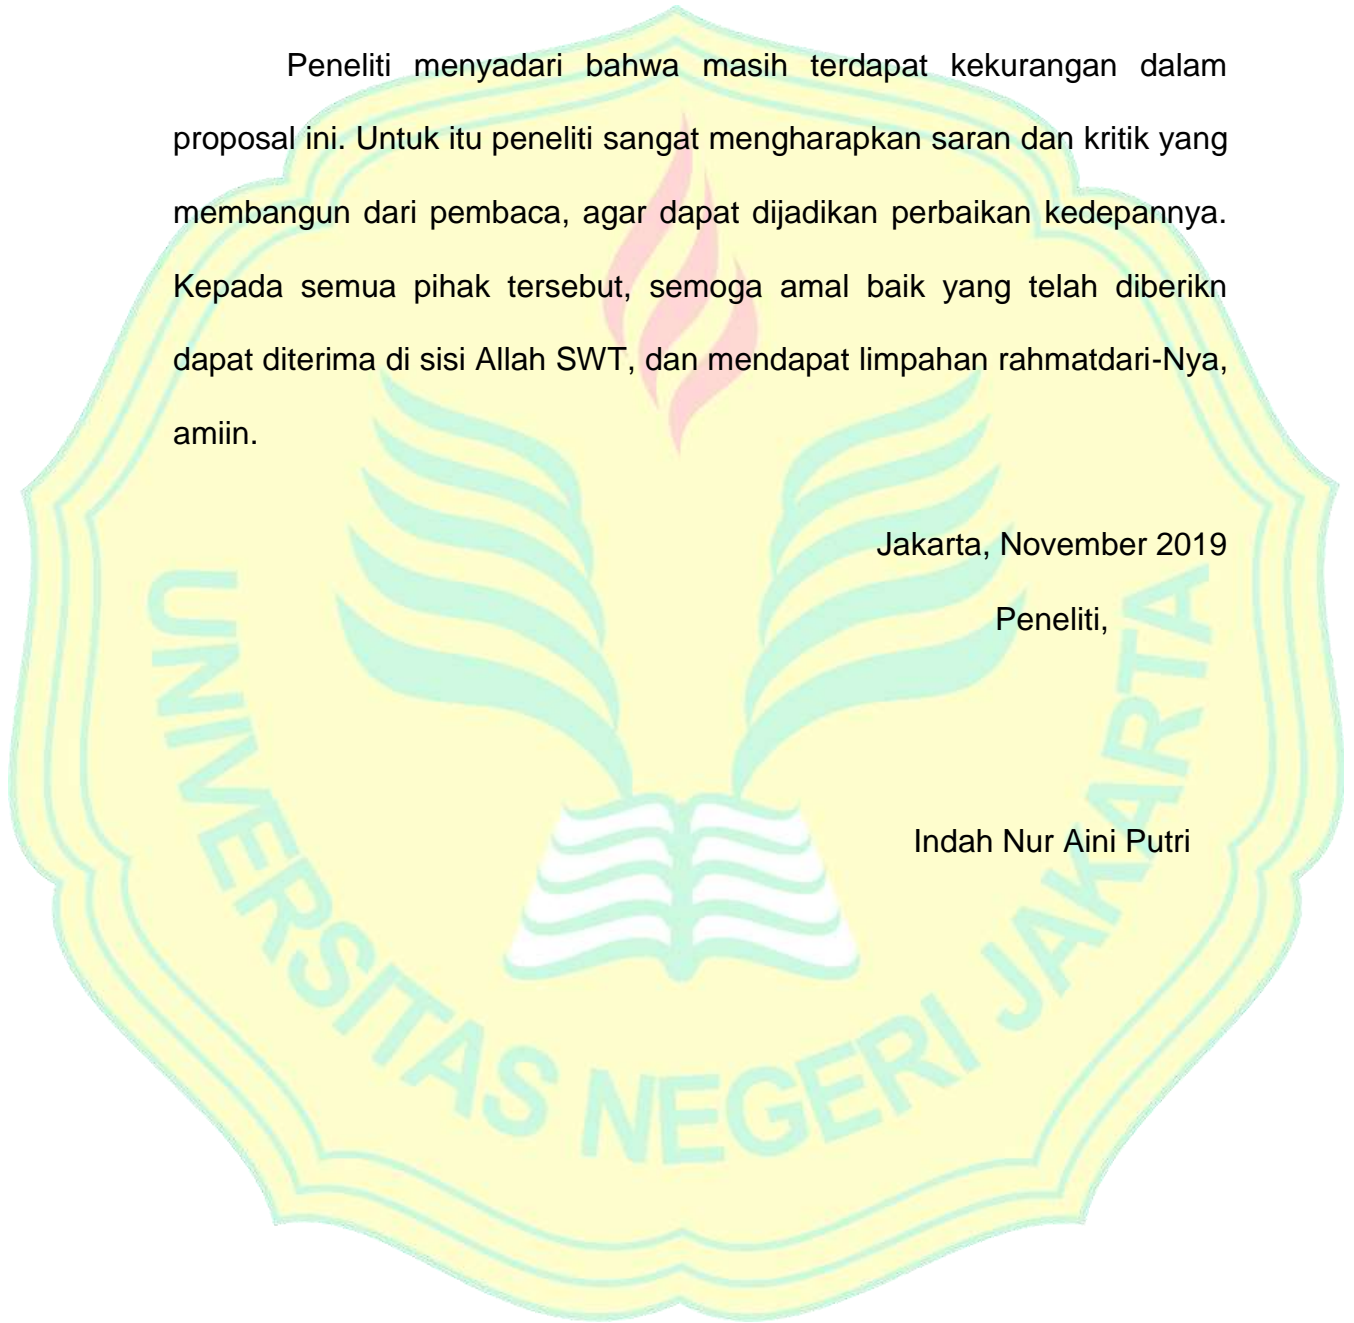 Peneliti menyadari bahwa masih terdapat kekurangan dalam
proposal ini. Untuk itu peneliti sangat mengharapkan saran dan kritik yang
membangun dari pembaca, agar dapat dijadikan perbaikan kedepannya.
Kepada semua pihak tersebut, semoga amal baik yang telah diberikn
dapat diterima di sisi Allah SWT, dan mendapat limpahan rahmatdari-Nya,
amiin.
Jakarta, November 2019
Peneliti,
Indah Nur Aini Putri
UNIVERSITAS NEGERI JAKARTA